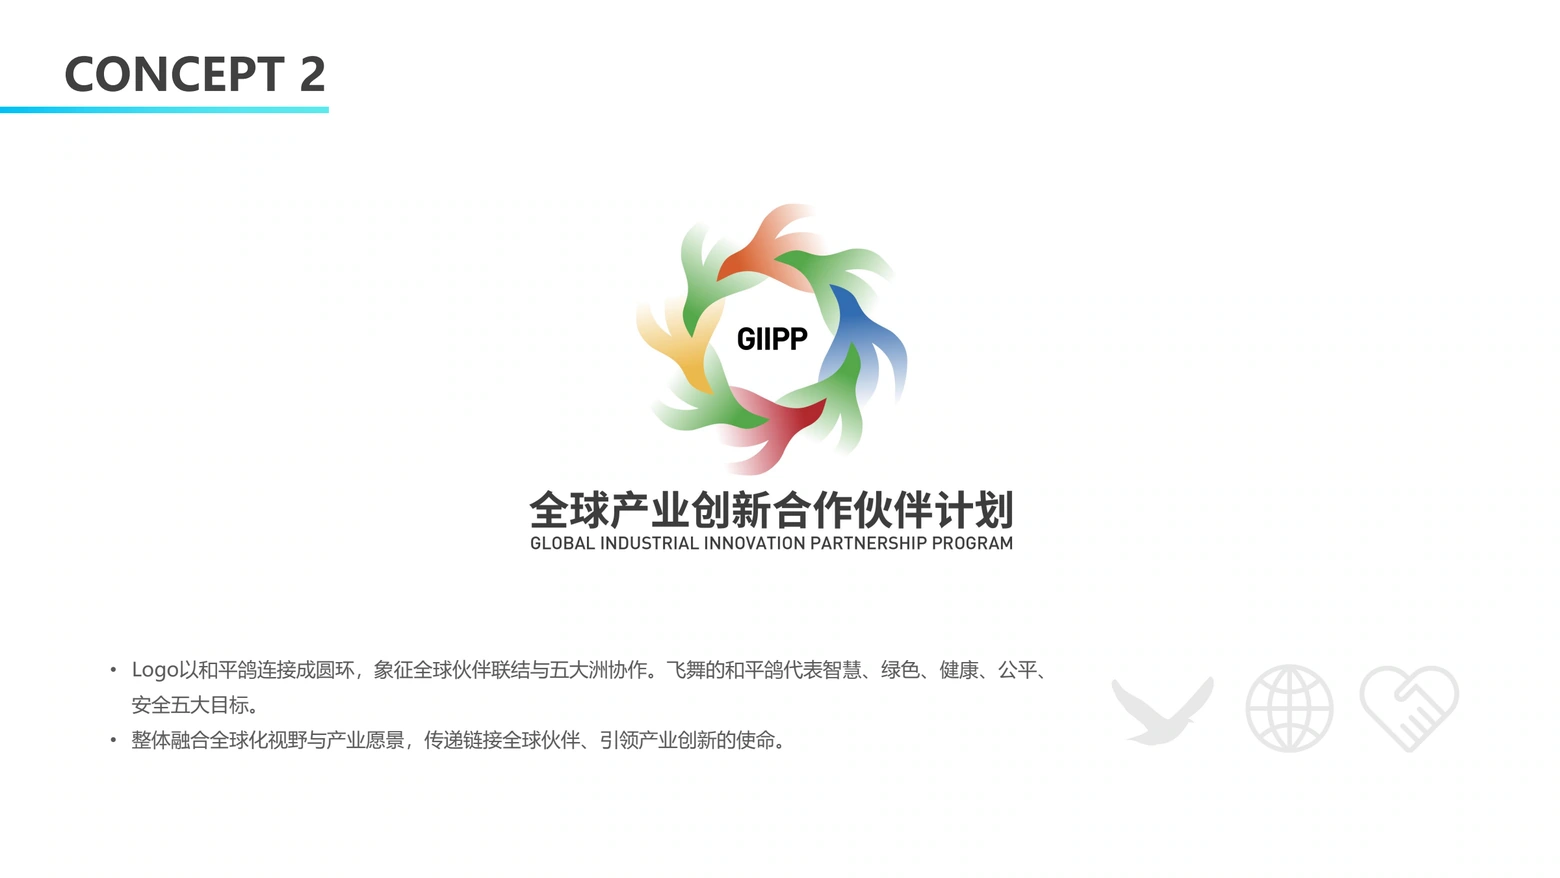 CONCEPT 2
GIIPP
全球产业创新合作伙伴计划
GLOBAL INDUSTRIAL INNOVATION PARTNERSHIP PROGRAM
• Logo以和平鸽连接成圆环，象征全球伙伴联结与五大洲协作。飞舞的和平鸽代表智慧、绿色、健康、公平、
安全五大目标。
• 整体融合全球化视野与产业愿景，传递链接全球伙伴、引领产业创新的使命。